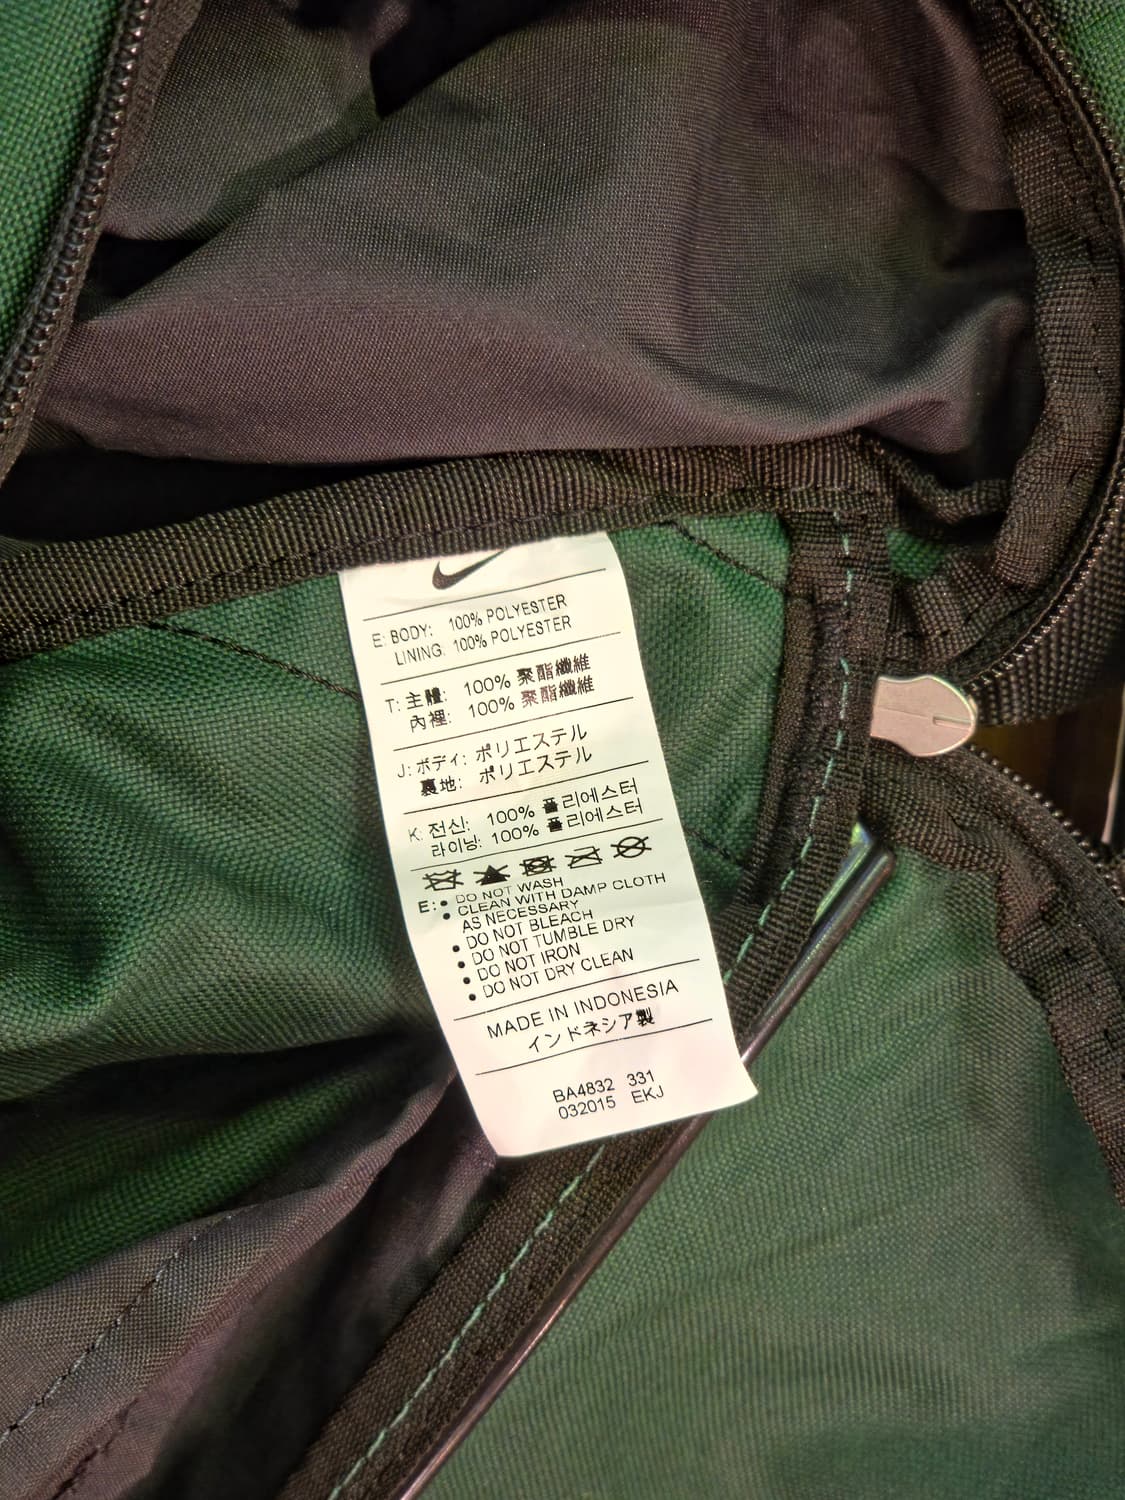 E: BODY: 100% POLYESTER
LINING: 100% POLYESTER
T: 主體: 100% 聚酯纖維
內裡: 100% 聚酯纖維
J: ボディ: ポリエステル
裏地: ポリエステル
K: 전신: 100% 폴리에스터
라이닝: 100% 폴리에스터
E: • DO NOT WASH
• CLEAN WITH DAMP CLOTH
AS NECESSARY
• DO NOT BLEACH
• DO NOT TUMBLE DRY
• DO NOT IRON
• DO NOT DRY CLEAN
MADE IN INDONESIA
インドネシア製
BA4832 331
032015 EKJ